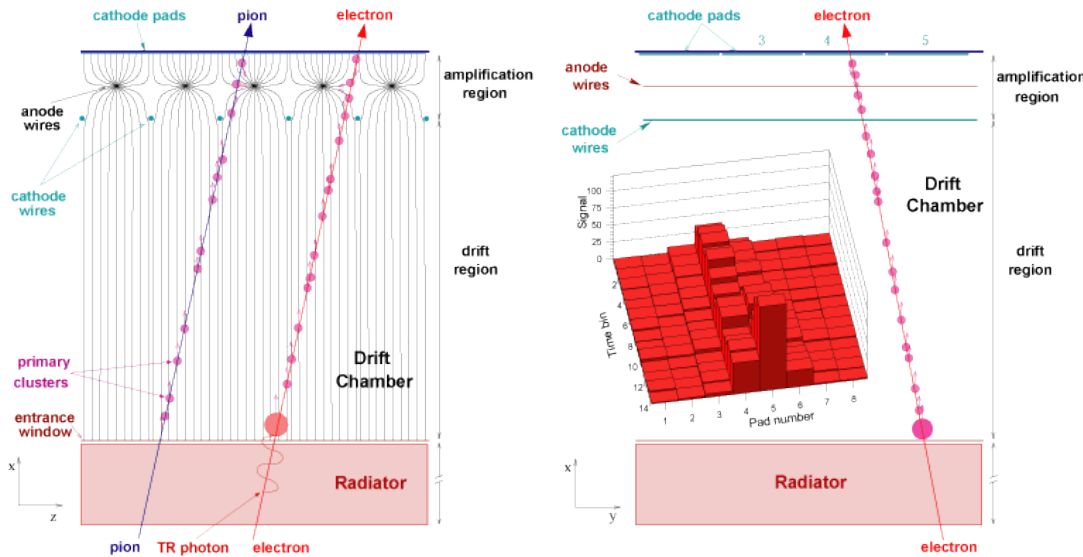 cathode pads
pion
electron
amplification
region
anode
wires
cathode
wires
drift
region
primary
clusters
Drift
Chamber
entrance
window
Radiator
x
z
pion
TR photon
electron
cathode pads
electron
3
4
5
anode
wires
amplification
region
cathode
wires
Drift
Chamber
drift
region
Signal
100
75
50
25
0
Time bin
2
4
6
8
10
12
14
1
2
3
4
5
6
7
8
Pad number
Radiator
x
y
electron